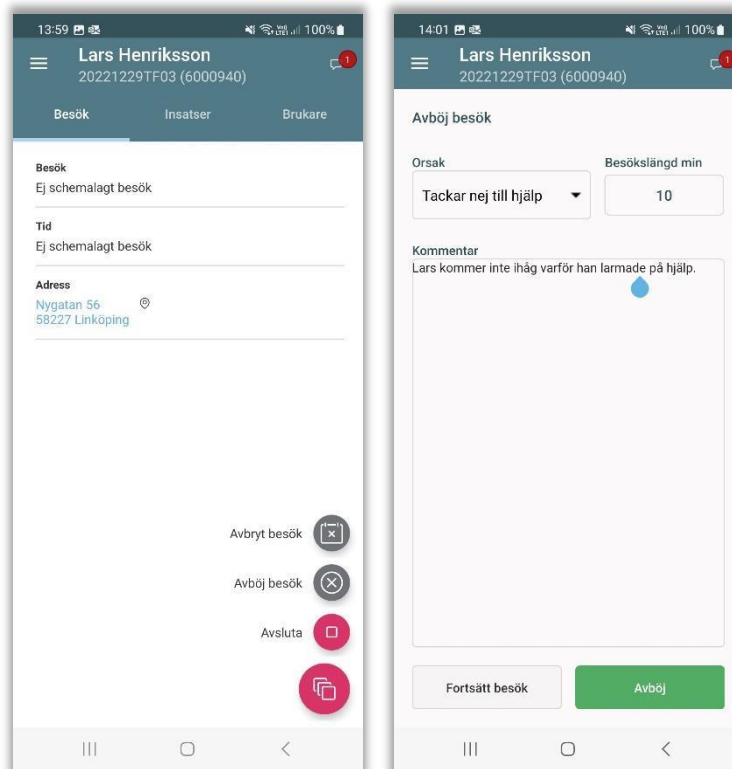 13:59
100%
Lars Henriksson
20221229TF03 (6000940)
1
Besök
Insatser
Brukare
Besök
Ej schemalagt besök
Tid
Ej schemalagt besök
Adress
Nygatan 56
58227 Linköping
Avbryt besök
Avböj besök
Avsluta
14:01
100%
Lars Henriksson
20221229TF03 (6000940)
1
Avböj besök
Orsak
Besökslängd min
Tackar nej till hjälp
10
Kommentar
Lars kommer inte ihåg varför han larmade på hjälp.
Fortsätt besök
Avböj